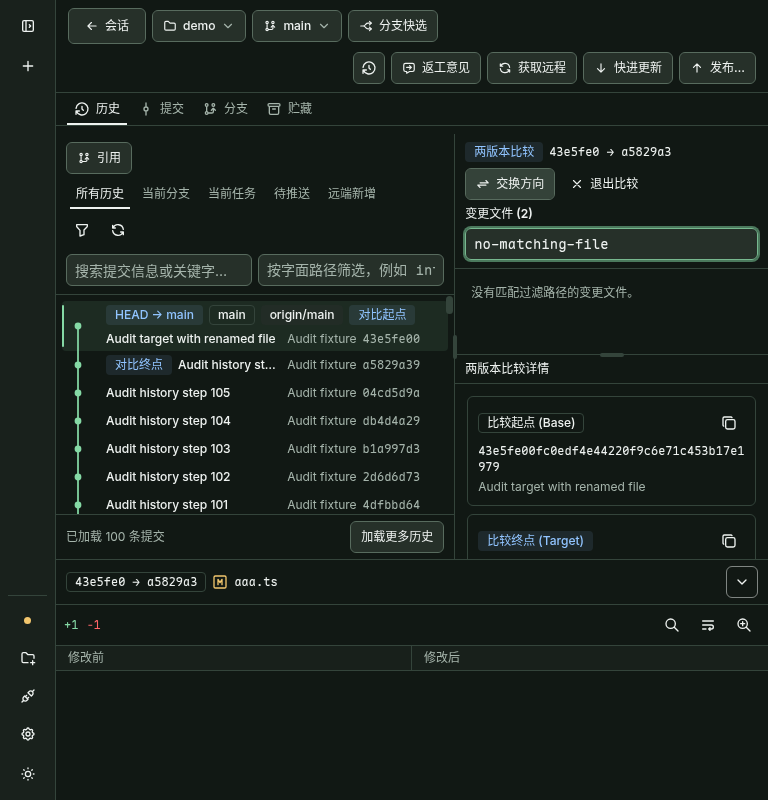 会话
demo
main
分支快选
返工意见
获取远程
快进更新
发布...
历史
提交
分支
贮藏
引用
所有历史
当前分支
当前任务
待推送
远端新增
搜索提交信息或关键字...
按字面路径筛选，例如 in
HEAD → main
main
origin/main
对比起点
Audit target with renamed file
Audit fixture
43e5fe00
对比终点
Audit history st...
Audit fixture
a5829a39
Audit history step 105
Audit fixture
04cd5d9a
Audit history step 104
Audit fixture
db4d4a29
Audit history step 103
Audit fixture
b1a997d3
Audit history step 102
Audit fixture
2d6d6d73
Audit history step 101
Audit fixture
4dfbbd64
已加载 100 条提交
加载更多历史
两版本比较
43e5fe0 → a5829a3
交换方向
退出比较
变更文件 (2)
no-matching-file
没有匹配过滤路径的变更文件。
两版本比较详情
比较起点 (Base)
43e5fe00fc0edf4e44220f9c6e71c453b17e1
979
Audit target with renamed file
比较终点 (Target)
43e5fe0 → a5829a3
M
aaa.ts
+1 -1
修改前
修改后